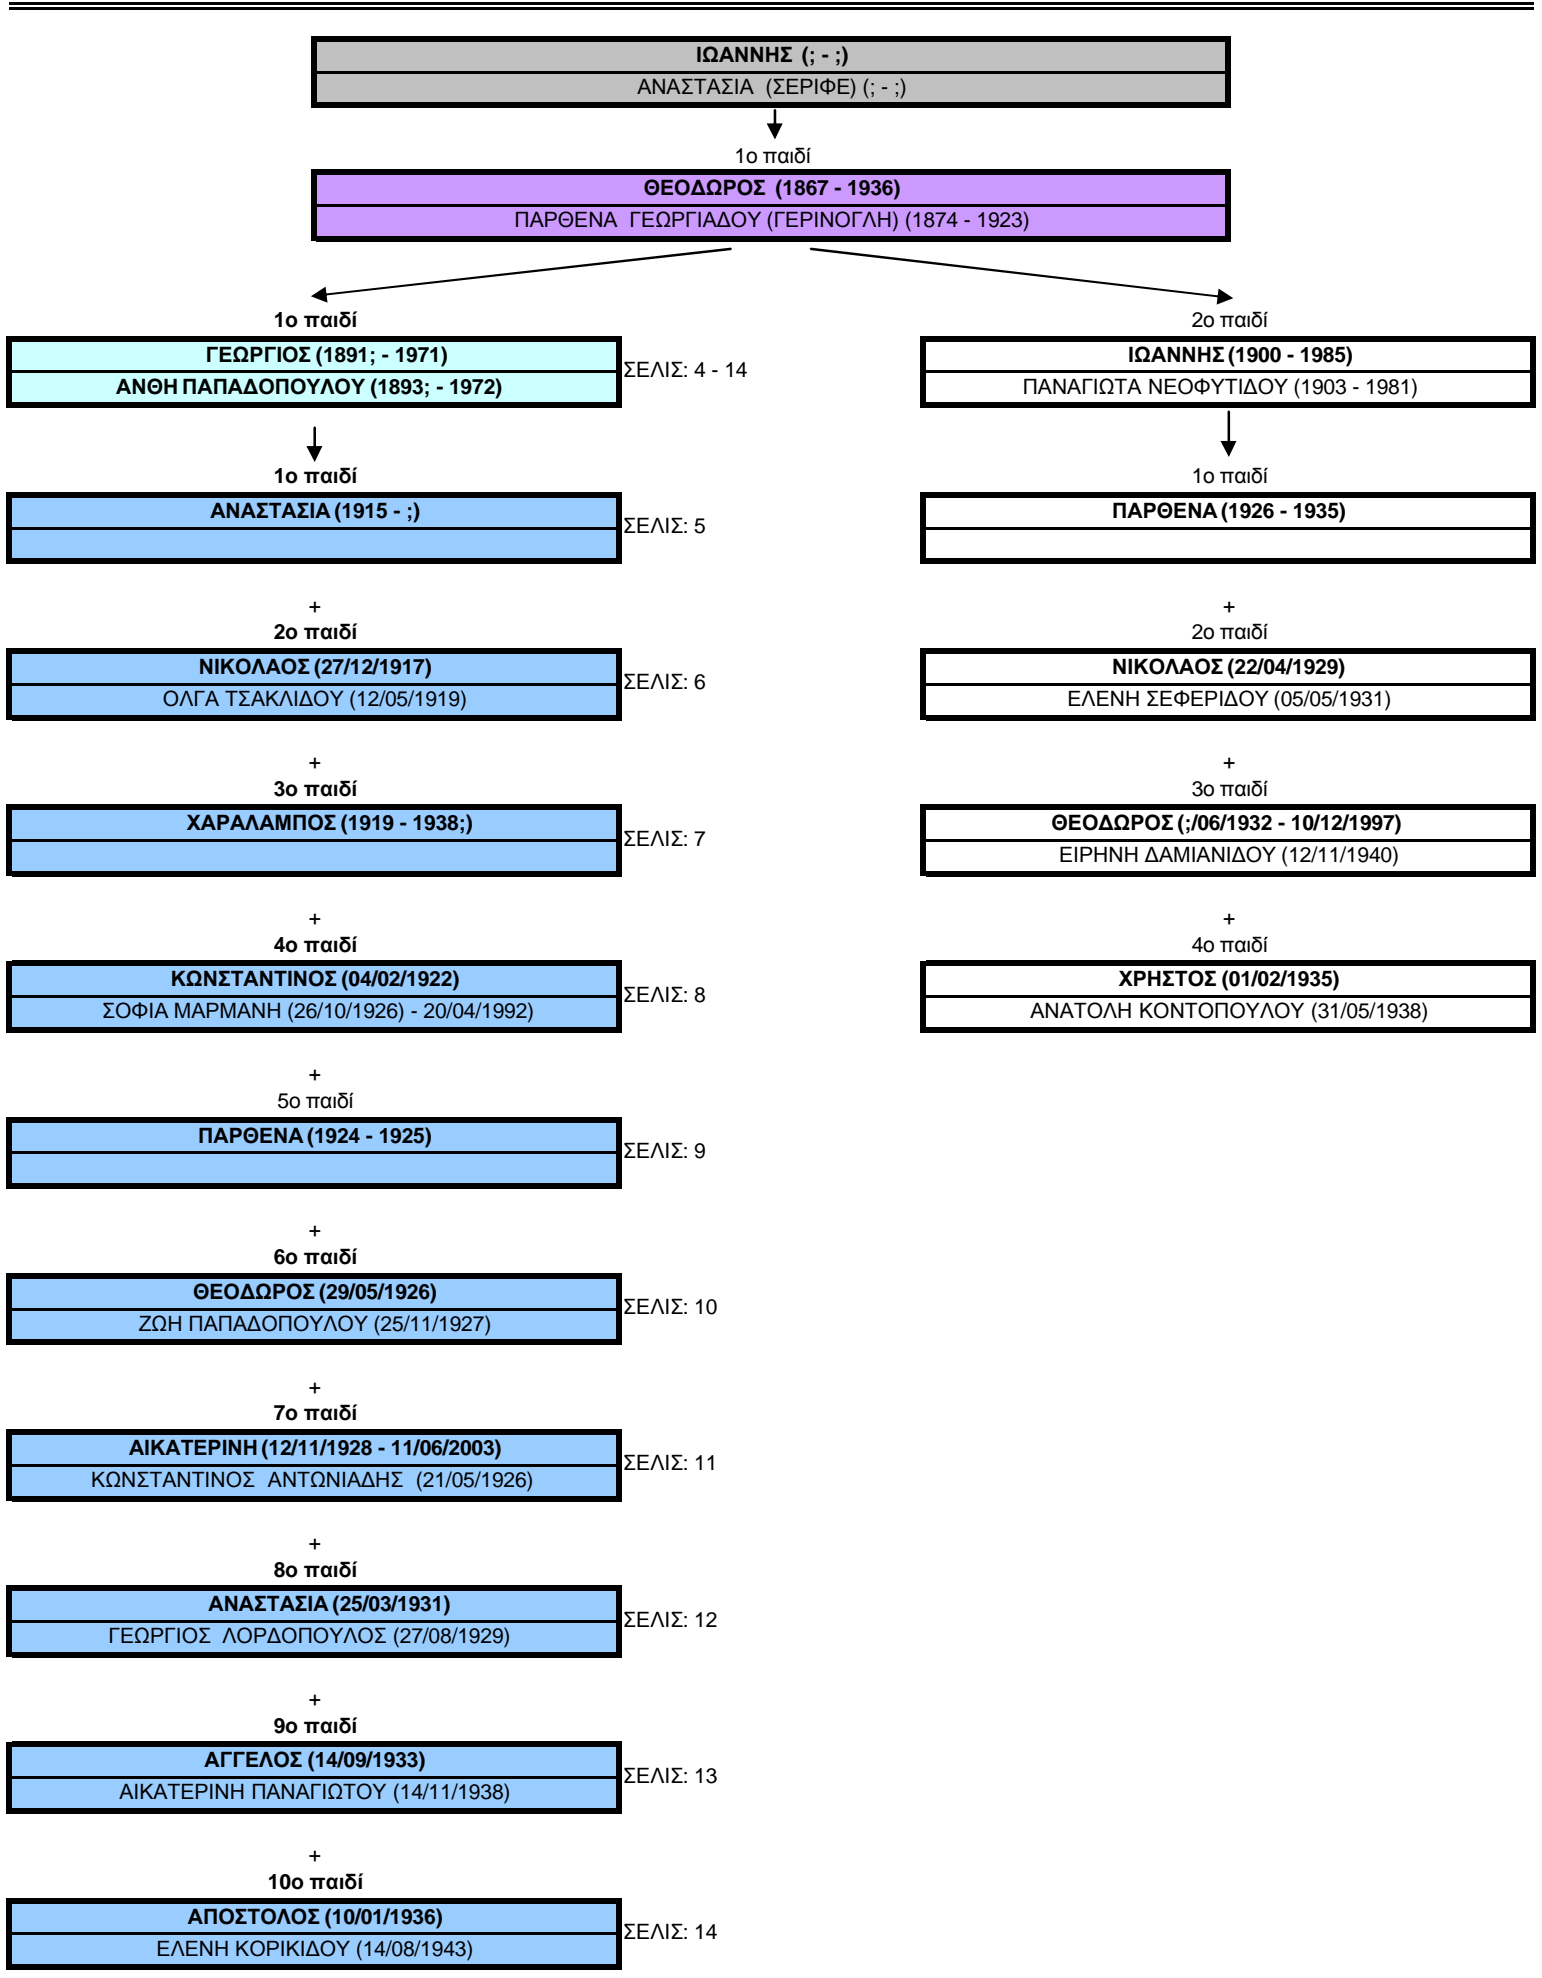 ΙΩΑΝΝΗΣ (; - ;)
ΑΝΑΣΤΑΣΙΑ (ΣΕΡΙΦΕ) (; - ;)
1ο παιδί
ΘΕΟΔΩΡΟΣ (1867 - 1936)
ΠΑΡΘΕΝΑ ΓΕΩΡΓΙΑΔΟΥ (ΓΕΡΙΝΟΓΛΗ) (1874 - 1923)
1ο παιδί
ΓΕΩΡΓΙΟΣ (1891; - 1971)
ΑΝΘΗ ΠΑΠΑΔΟΠΟΥΛΟΥ (1893; - 1972)
ΣΕΛΙΣ: 4 - 14
1ο παιδί
ΑΝΑΣΤΑΣΙΑ (1915 - ;)
ΣΕΛΙΣ: 5
+
2ο παιδί
ΝΙΚΟΛΑΟΣ (27/12/1917)
ΟΛΓΑ ΤΣΑΚΛΙΔΟΥ (12/05/1919)
ΣΕΛΙΣ: 6
+
3ο παιδί
ΧΑΡΑΛΑΜΠΟΣ (1919 - 1938;)
ΣΕΛΙΣ: 7
+
4ο παιδί
ΚΩΝΣΤΑΝΤΙΝΟΣ (04/02/1922)
ΣΟΦΙΑ ΜΑΡΜΑΝΗ (26/10/1926) - 20/04/1992)
ΣΕΛΙΣ: 8
+
5ο παιδί
ΠΑΡΘΕΝΑ (1924 - 1925)
ΣΕΛΙΣ: 9
+
6ο παιδί
ΘΕΟΔΩΡΟΣ (29/05/1926)
ΖΩΗ ΠΑΠΑΔΟΠΟΥΛΟΥ (25/11/1927)
ΣΕΛΙΣ: 10
+
7ο παιδί
ΑΙΚΑΤΕΡΙΝΗ (12/11/1928 - 11/06/2003)
ΚΩΝΣΤΑΝΤΙΝΟΣ ΑΝΤΩΝΙΑΔΗΣ (21/05/1926)
ΣΕΛΙΣ: 11
+
8ο παιδί
ΑΝΑΣΤΑΣΙΑ (25/03/1931)
ΓΕΩΡΓΙΟΣ ΛΟΡΔΟΠΟΥΛΟΣ (27/08/1929)
ΣΕΛΙΣ: 12
+
9ο παιδί
ΑΓΓΕΛΟΣ (14/09/1933)
ΑΙΚΑΤΕΡΙΝΗ ΠΑΝΑΓΙΩΤΟΥ (14/11/1938)
ΣΕΛΙΣ: 13
+
10ο παιδί
ΑΠΟΣΤΟΛΟΣ (10/01/1936)
ΕΛΕΝΗ ΚΟΡΙΚΙΔΟΥ (14/08/1943)
ΣΕΛΙΣ: 14
2ο παιδί
ΙΩΑΝΝΗΣ (1900 - 1985)
ΠΑΝΑΓΙΩΤΑ ΝΕΟΦΥΤΙΔΟΥ (1903 - 1981)
1ο παιδί
ΠΑΡΘΕΝΑ (1926 - 1935)
+
2ο παιδί
ΝΙΚΟΛΑΟΣ (22/04/1929)
ΕΛΕΝΗ ΣΕΦΕΡΙΔΟΥ (05/05/1931)
+
3ο παιδί
ΘΕΟΔΩΡΟΣ (;/06/1932 - 10/12/1997)
ΕΙΡΗΝΗ ΔΑΜΙΑΝΙΔΟΥ (12/11/1940)
+
4ο παιδί
ΧΡΗΣΤΟΣ (01/02/1935)
ΑΝΑΤΟΛΗ ΚΟΝΤΟΠΟΥΛΟΥ (31/05/1938)